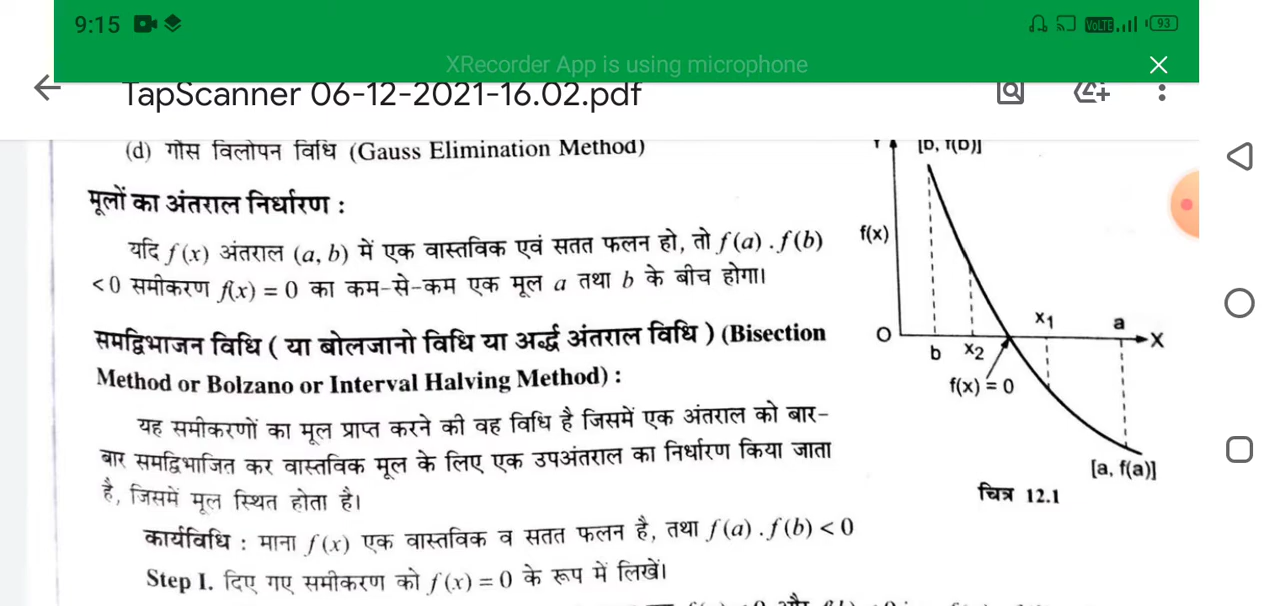 9:15
VoLTE 93
XRecorder App is using microphone
TapScanner 06-12-2021-16.02.pdf
(d) गौस विलोपन विधि (Gauss Elimination Method)
मूलों का अंतराल निर्धारण :
यदि f (x) अंतराल (a, b) में एक वास्तविक एवं सतत फलन हो, तो f (a) . f (b)
<0 समीकरण f(x) = 0 का कम-से-कम एक मूल a तथा b के बीच होगा।
समद्विभाजन विधि ( या बोलजानो विधि या अर्द्ध अंतराल विधि ) (Bisection
Method or Bolzano or Interval Halving Method) :
यह समीकरणों का मूल प्राप्त करने की वह विधि है जिसमें एक अंतराल को बार-
बार समद्विभाजित कर वास्तविक मूल के लिए एक उपअंतराल का निर्धारण किया जाता
है, जिसमें मूल स्थित होता है।
कार्यविधि : माना f (x) एक वास्तविक व सतत फलन है, तथा f (a) . f (b) < 0
Step I. दिए गए समीकरण को f (x) = 0 के रूप में लिखें।
Y [b, f(b)]
f(x)
x1 a
O X
b x2
f(x) = 0
[a, f(a)]
चित्र 12.1